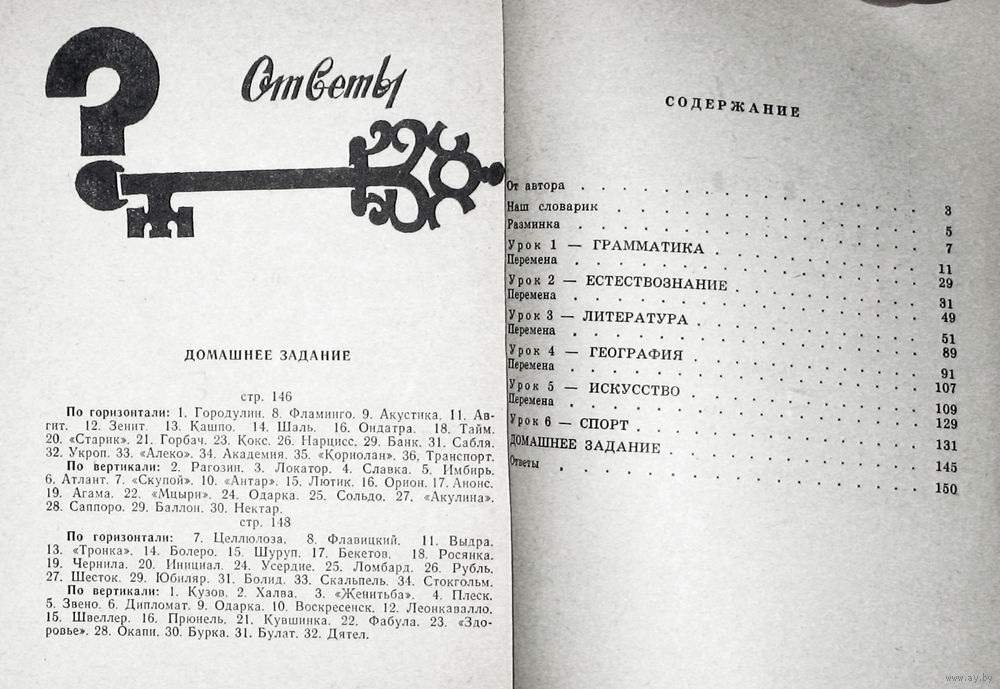 Ответы
ДОМАШНЕЕ ЗАДАНИЕ
стр. 146
По горизонтали: 1. Городулин. 8. Фламинго. 9. Акустика. 11. Ав-
гит. 12. Зенит. 13. Кашпо. 14. Шаль. 16. Ондатра. 18. Тайм.
20. «Старик». 21. Горбач. 23. Кокс. 26. Нарцисс. 29. Банк. 31. Сабля.
32. Укроп. 33. «Алеко». 34. Академия. 35. «Кориолан». 36, Транспорт.
По вертикали: 2. Рагозин. 3. Локатор. 4. Славка. 5. Имбирь.
6. Атлант. 7. «Скупой». 10. «Антар». 15. Лютик. 16. Орион. 17. Анонс.
19. Агама. 22. «Мцыри». 24. Одарка. 25. Сольдо. 27. «Акулина».
28. Саппоро. 29. Баллон. 30. Нектар.
стр. 148
По горизонтали: 7. Целлюлоза. 8. Флавицкий. 11. Выдра.
13. «Тронка». 14. Болеро. 15. Шуруп. 17. Бекетов. 18. Росянка.
19. Чернила. 20. Инициал. 24. Усердие. 25. Ломбард. 26. Рубль.
27. Шесток. 29. Юбиляр. 31. Болид. 33. Скальпель. 34. Стокгольм.
По вертикали: 1. Кузов. 2. Халва. 3. «Женитьба». 4. Плеск.
5. Звено. 6. Дипломат. 9. Одарка. 10. Воскресенск. 12. Леонкавалло.
15. Швеллер. 16. Прюнель. 21. Кувшинка. 22. Фабула. 23. «Здо-
ровье». 28. Окапи. 30. Бурка. 31. Булат. 32. Дятел.
СОДЕРЖАНИЕ
От автора . . . 3
Наш словарик . . . 5
Разминка . . . 7
Урок 1 — ГРАММАТИКА . . . 11
Перемена . . . 29
Урок 2 — ЕСТЕСТВОЗНАНИЕ . . . 31
Перемена . . . 49
Урок 3 — ЛИТЕРАТУРА . . . 51
Перемена . . . 89
Урок 4 — ГЕОГРАФИЯ . . . 91
Перемена . . . 107
Урок 5 — ИСКУССТВО . . . 109
Перемена . . . 129
Урок 6 — СПОРТ . . . 131
ДОМАШНЕЕ ЗАДАНИЕ . . . 145
Ответы . . . 150
www.ay.by